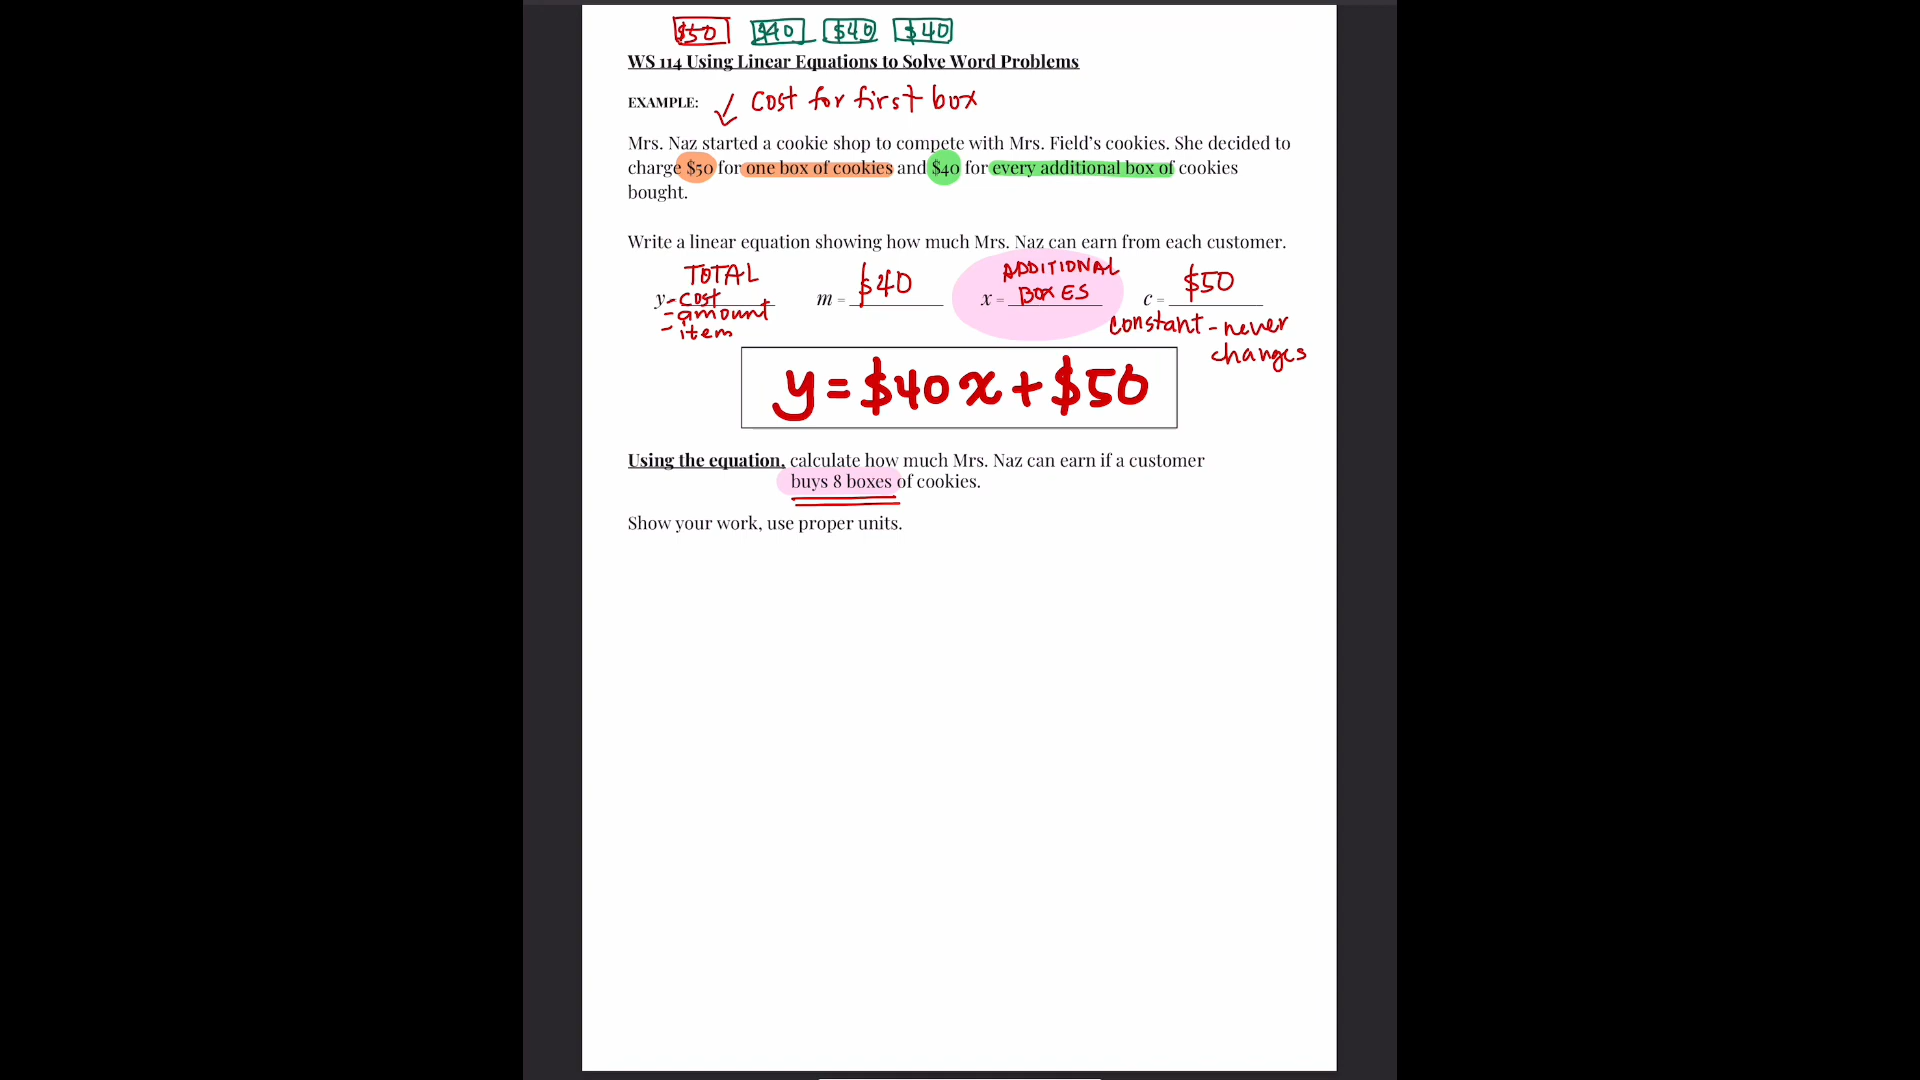 $50 $40 $40 $40
WS 114 Using Linear Equations to Solve Word Problems
EXAMPLE: cost for first box
Mrs. Naz started a cookie shop to compete with Mrs. Field's cookies. She decided to
charge $50 for one box of cookies and $40 for every additional box of cookies
bought.
Write a linear equation showing how much Mrs. Naz can earn from each customer.
TOTAL
y - cost
- amount
- item
m = $40
x = ADDITIONAL
BOXES
c = $50
constant - never
changes
y = $40x + $50
Using the equation, calculate how much Mrs. Naz can earn if a customer
buys 8 boxes of cookies.
Show your work, use proper units.